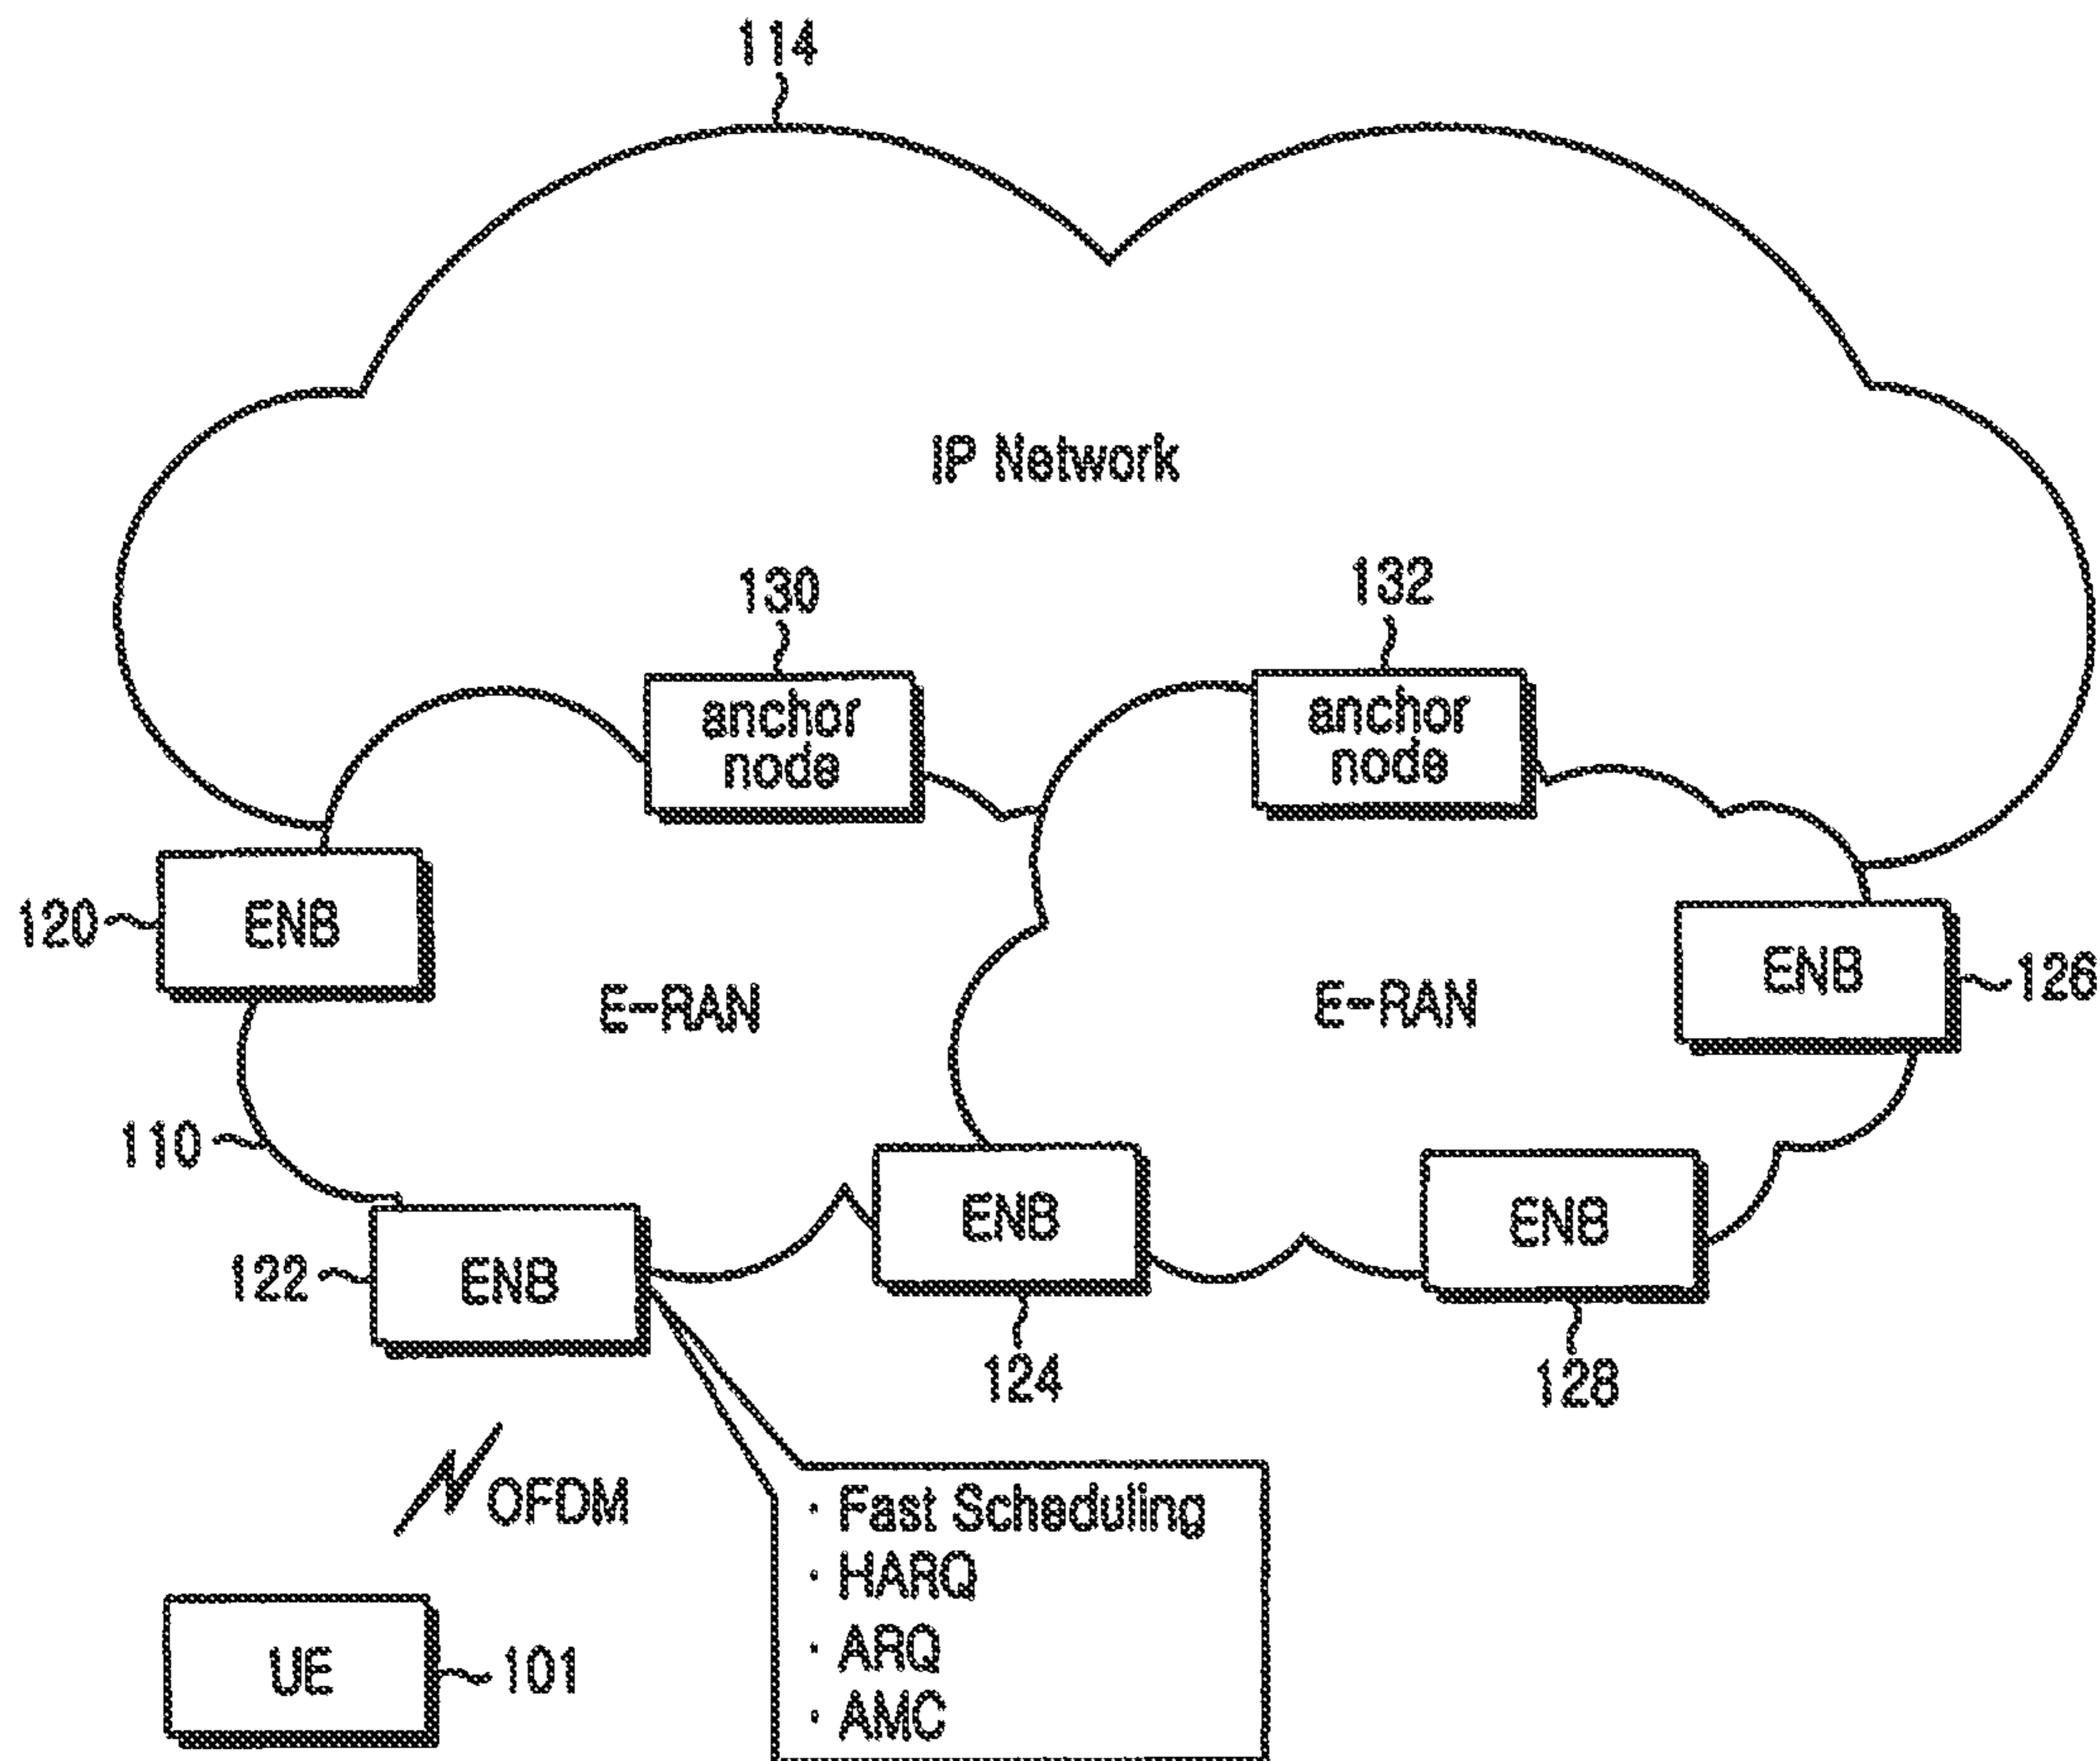 114
IP Network
130
132
anchor
node
anchor
node
120
ENB
ENB
126
E-RAN
E-RAN
110
122
ENB
ENB
ENB
124
128
OFDM
· Fast Scheduling
· HARQ
· ARQ
· AMC
UE
101